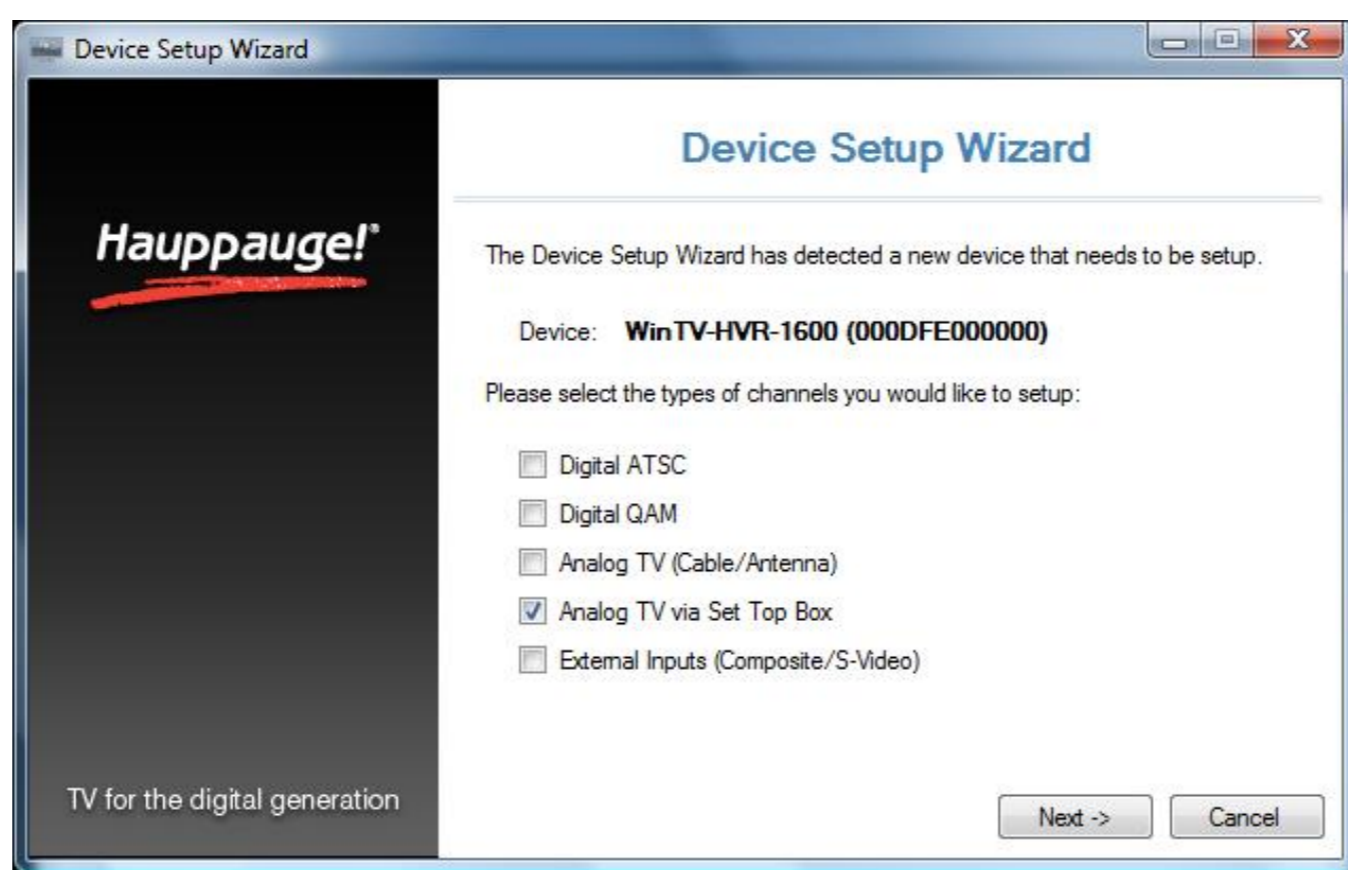 Device Setup Wizard
Device Setup Wizard
Hauppauge!
The Device Setup Wizard has detected a new device that needs to be setup.
Device: WinTV-HVR-1600 (000DFE000000)
Please select the types of channels you would like to setup:
Digital ATSC
Digital QAM
Analog TV (Cable/Antenna)
Analog TV via Set Top Box
External Inputs (Composite/S-Video)
TV for the digital generation
Next -> Cancel